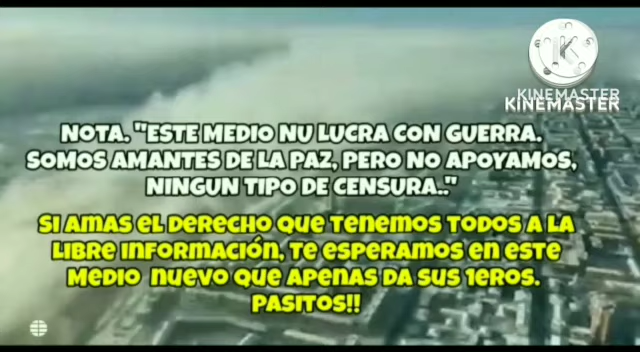 KINEMASTER
KINEMASTER
NOTA. "ESTE MEDIO NU LUCRA CON GUERRA.
SOMOS AMANTES DE LA PAZ, PERO NO APOYAMOS,
NINGUN TIPO DE CENSURA.."
SI AMAS EL DERECHO QUE TENEMOS TODOS A LA
LIBRE INFORMACIÓN, TE ESPERAMOS EN ESTE
MEDIO NUEVO QUE APENAS DA SUS 1EROS.
PASITOS!!